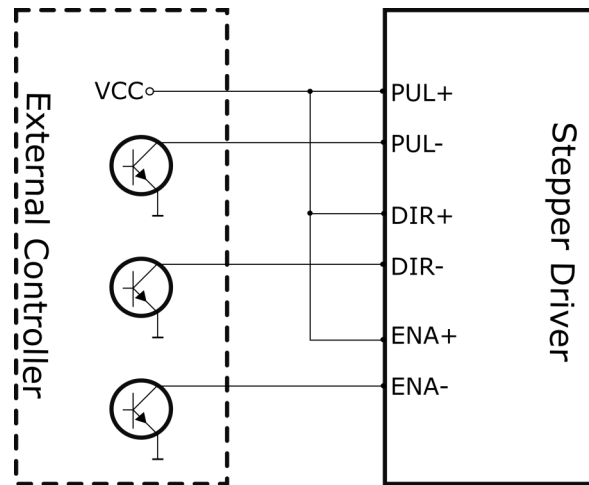 External Controller
VCC
PUL+
PUL-
DIR+
DIR-
ENA+
ENA-
Stepper Driver